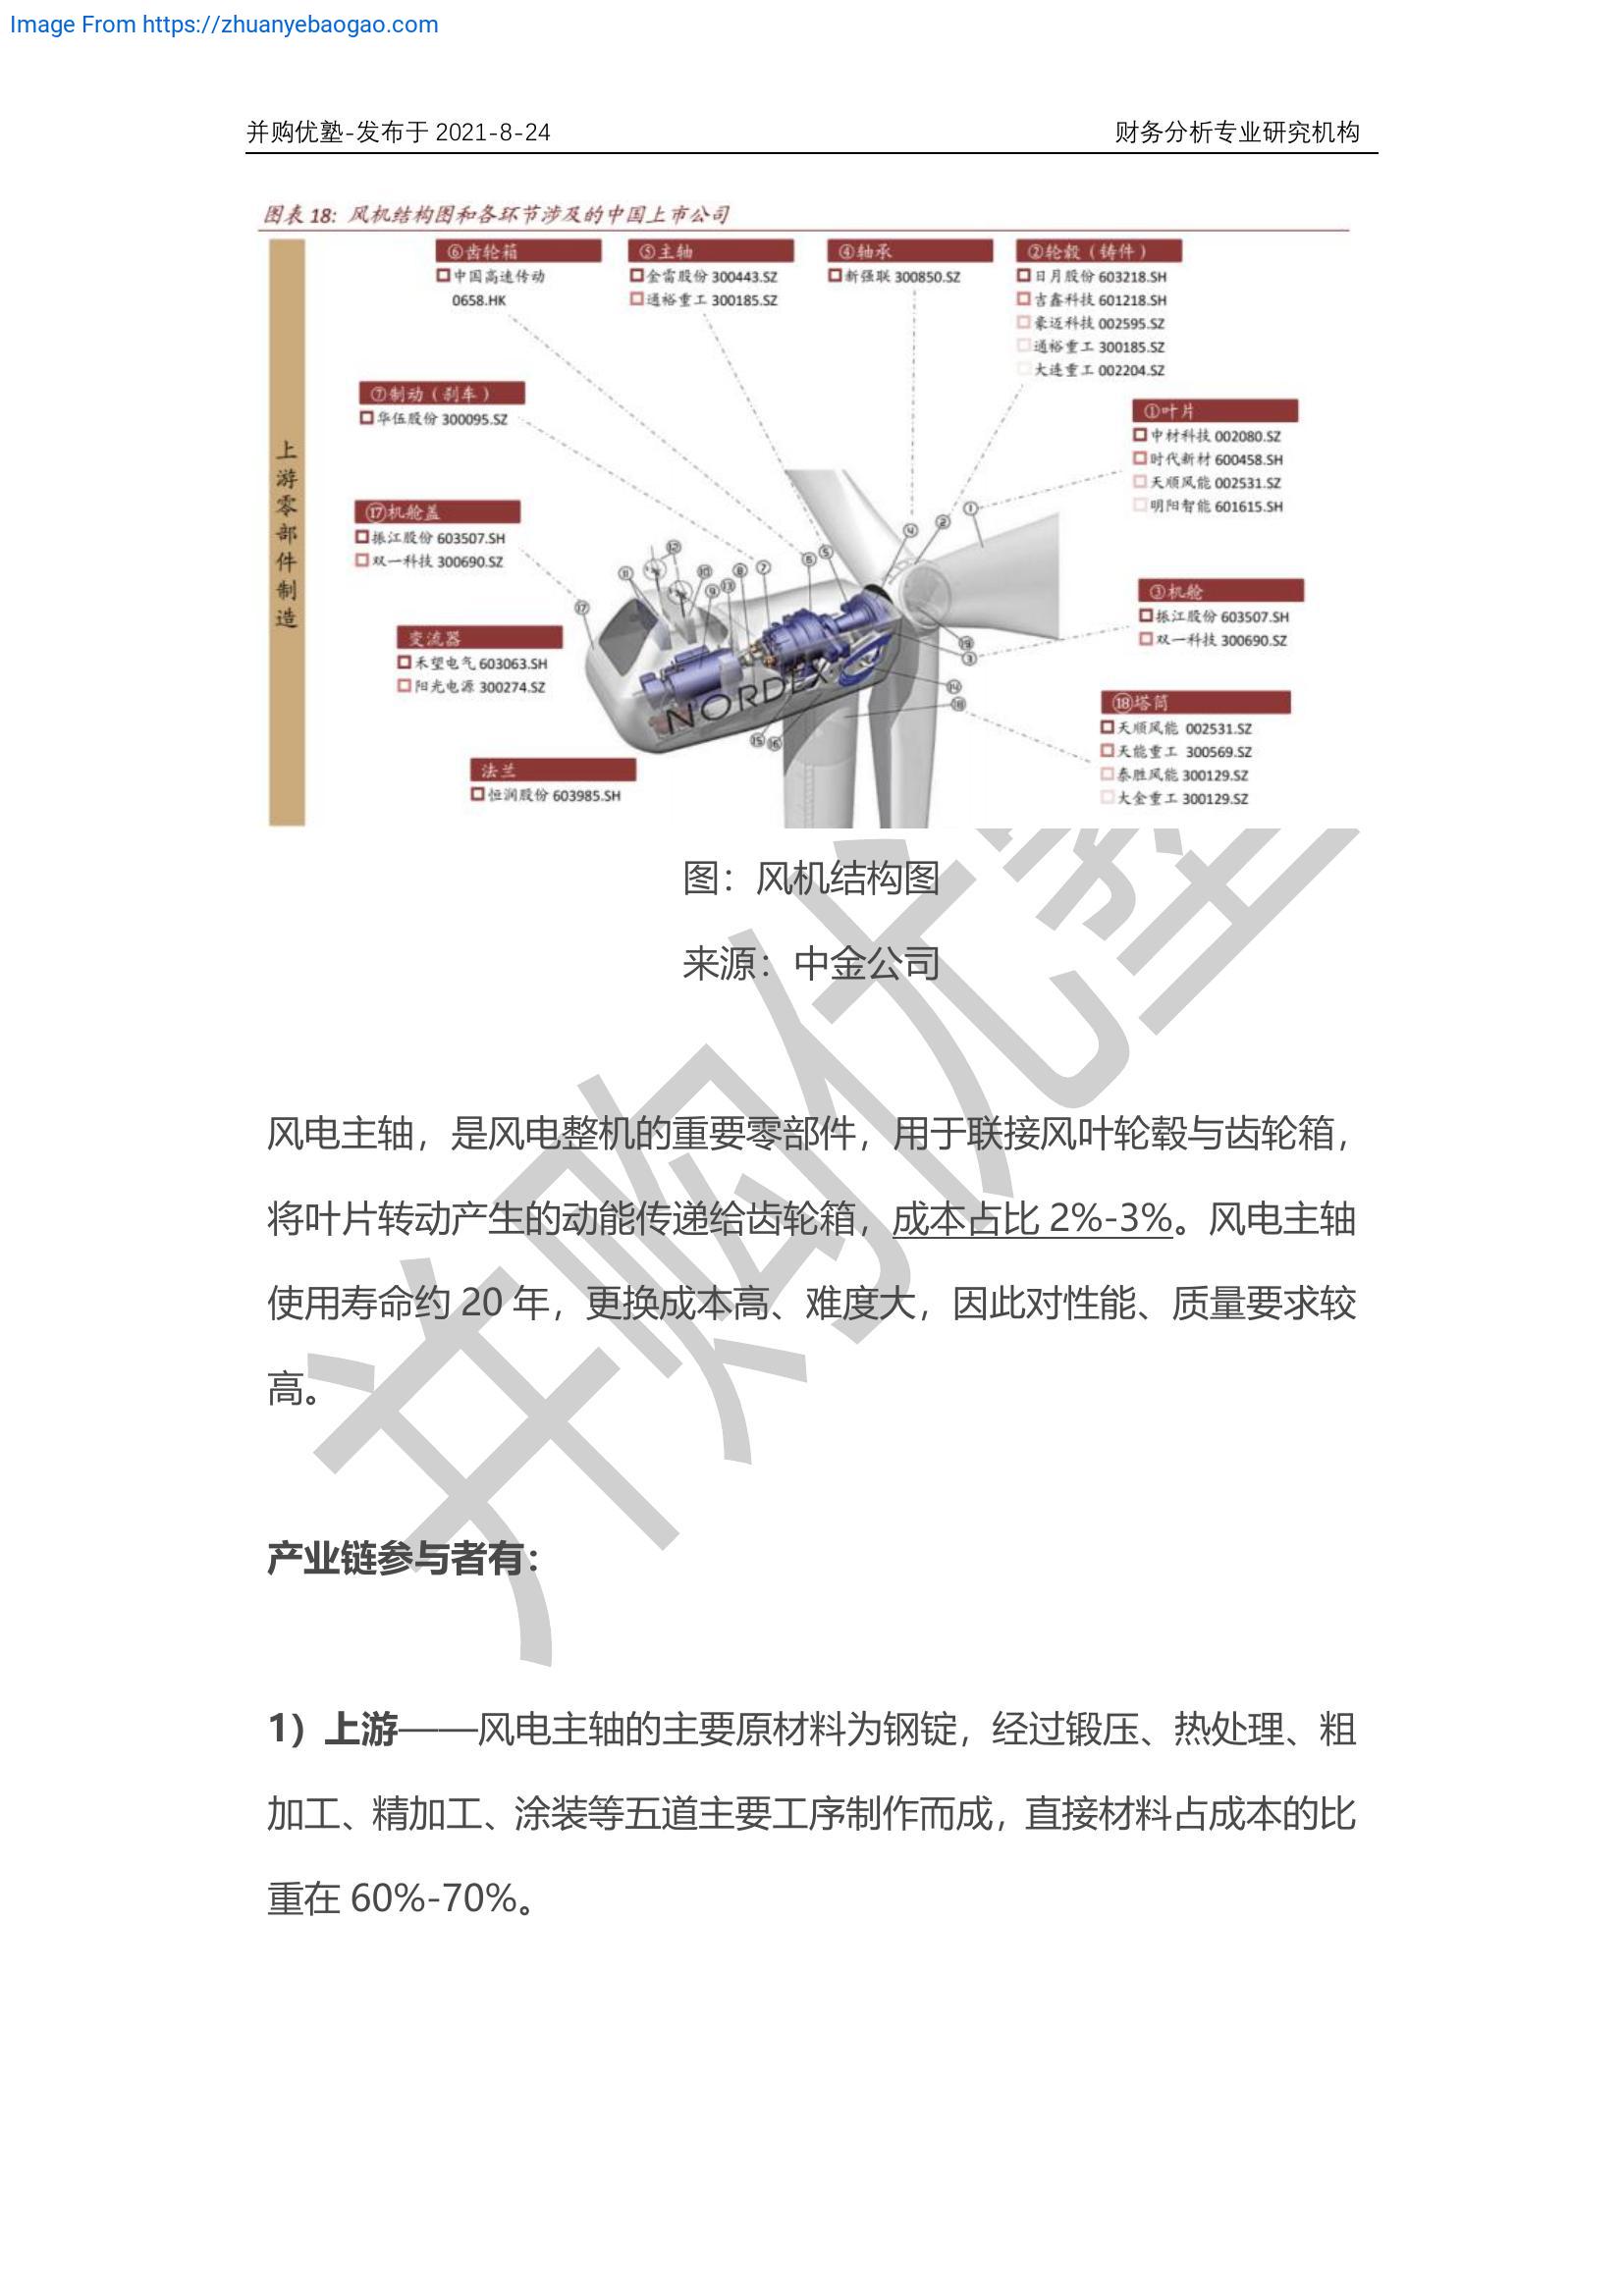 Image From https://zhuanyebaogao.com
并购优塾-发布于 2021-8-24
财务分析专业研究机构
图表 18: 风机结构图和各环节涉及的中国上市公司
上游零部件制造
⑥齿轮箱
中国高速传动
0658.HK
⑤主轴
金雷股份 300443.SZ
通裕重工 300185.SZ
④轴承
新强联 300850.SZ
②轮毂（铸件）
日月股份 603218.SH
吉鑫科技 601218.SH
豪迈科技 002595.SZ
通裕重工 300185.SZ
大连重工 002204.SZ
⑦制动（刹车）
华伍股份 300095.SZ
①叶片
中材科技 002080.SZ
时代新材 600458.SH
天顺风能 002531.SZ
明阳智能 601615.SH
⑰机舱盖
振江股份 603507.SH
双一科技 300690.SZ
③机舱
振江股份 603507.SH
双一科技 300690.SZ
变流器
禾望电气 603063.SH
阳光电源 300274.SZ
⑱塔筒
天顺风能 002531.SZ
天能重工 300569.SZ
泰胜风能 300129.SZ
大金重工 300129.SZ
法兰
恒润股份 603985.SH
① ② ④ ⑤ ⑥ ⑦ ⑧ ⑬ ⑨ ⑩ ⑫ ⑪ ⑰
⑲ ③ ⑭ ⑱ ⑮ ⑯
NORDEX
图：风机结构图
来源：中金公司
风电主轴，是风电整机的重要零部件，用于联接风叶轮毂与齿轮箱，
将叶片转动产生的动能传递给齿轮箱，成本占比 2%-3%。风电主轴
使用寿命约 20 年，更换成本高、难度大，因此对性能、质量要求较
高。
产业链参与者有：
1）上游——风电主轴的主要原材料为钢锭，经过锻压、热处理、粗
加工、精加工、涂装等五道主要工序制作而成，直接材料占成本的比
重在 60%-70%。
并购优塾